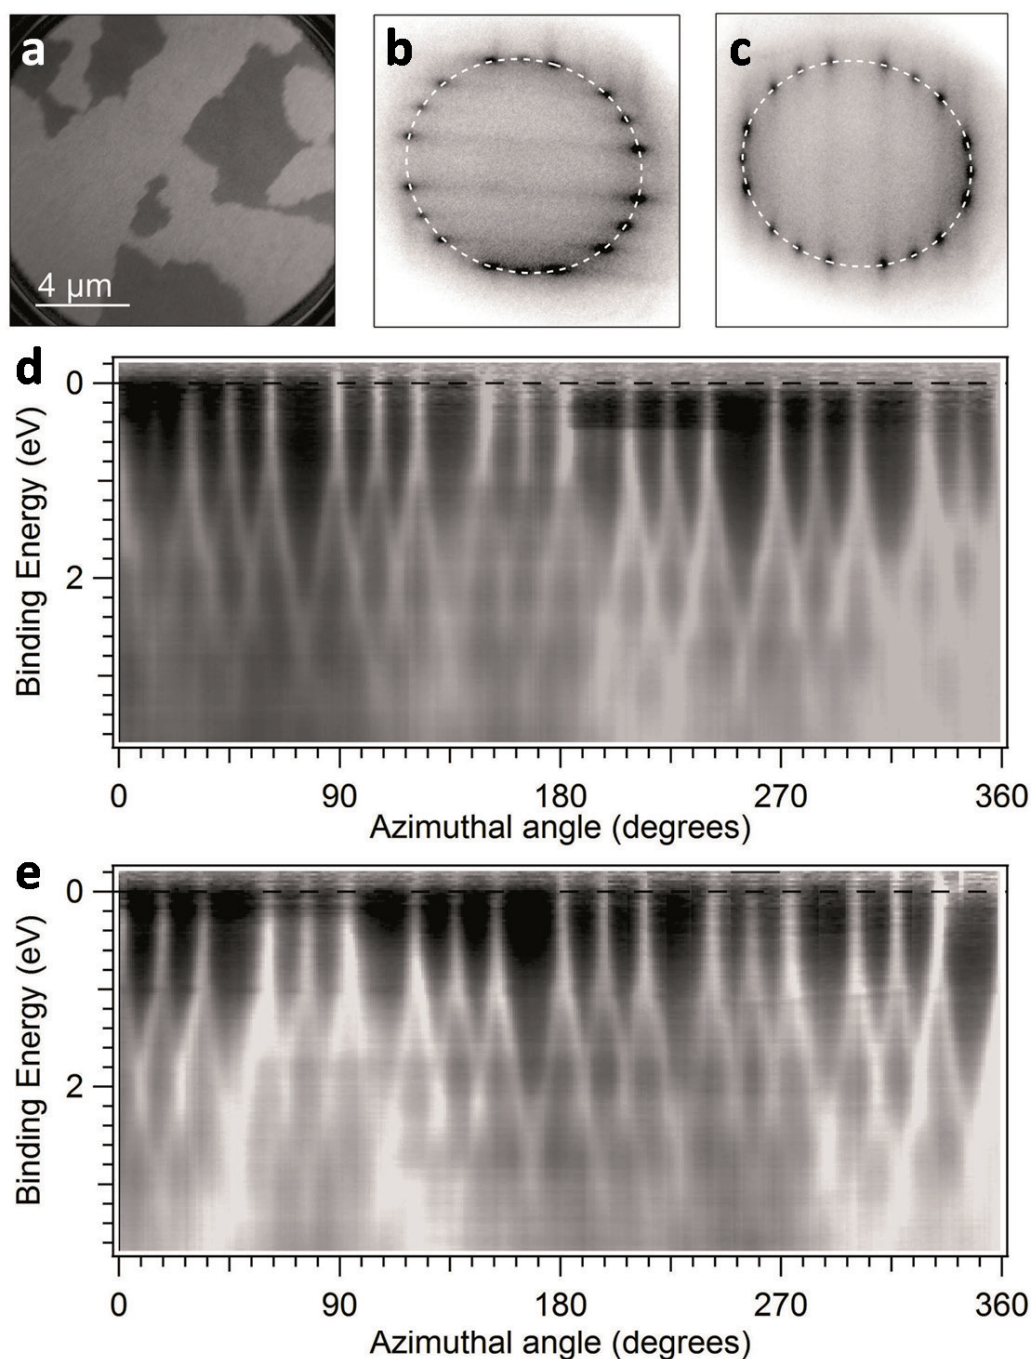 a
4 µm
b
c
d
Binding Energy (eV)
0
2
0 90 180 270 360
Azimuthal angle (degrees)
e
Binding Energy (eV)
0
2
0 90 180 270 360
Azimuthal angle (degrees)